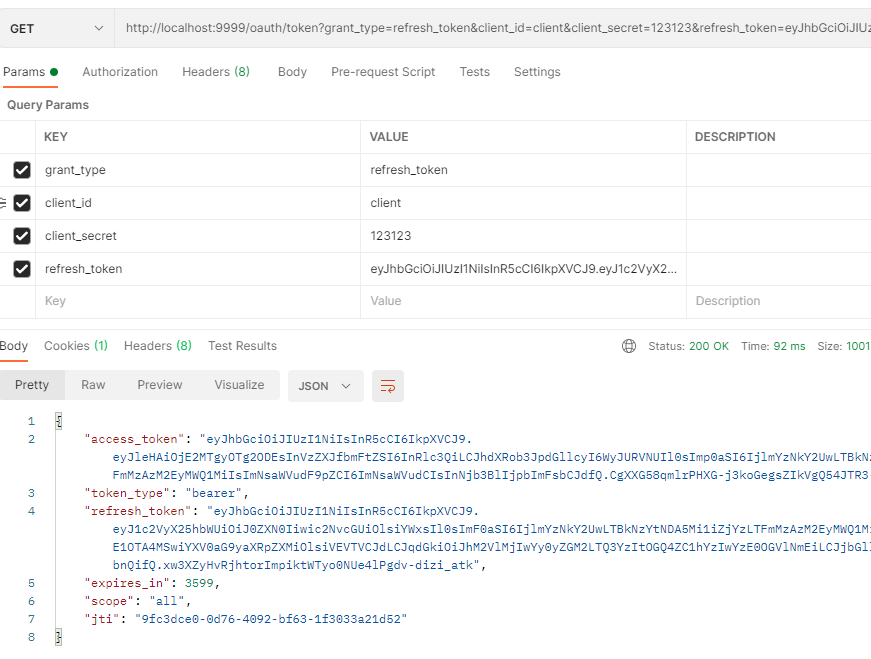 GET http://localhost:9999/oauth/token?grant_type=refresh_token&client_id=client&client_secret=123123&refresh_token=eyJhbGciOiJIUz
Params Authorization Headers (8) Body Pre-request Script Tests Settings
Query Params
KEY VALUE DESCRIPTION
grant_type refresh_token
client_id client
client_secret 123123
refresh_token eyJhbGciOiJIUzI1NiIsInR5cCI6IkpXVCJ9.eyJ1c2VyX2...
Key Value Description
Body Cookies (1) Headers (8) Test Results Status: 200 OK Time: 92 ms Size: 1001
Pretty Raw Preview Visualize JSON
1 {
2 "access_token": "eyJhbGciOiJIUzI1NiIsInR5cCI6IkpXVCJ9.
eyJleHAiOjE2MTgyOTg2ODEsInVzZXJfbmFtZSI6InRlc3QiLCJhdXRob3JpdGllcyI6WyJURVNUIl0sImp0aSI6IjlmYzNkY2UwLTBkNz
FmMzAzM2EyMWQ1MiIsImNsaWVudF9pZCI6ImNsaWVudCIsInNjb3BlIjpbImFsbCJdfQ.CgXXG58qmlrPHXG-j3koGegsZIkVgQ54JTR3
3 "token_type": "bearer",
4 "refresh_token": "eyJhbGciOiJIUzI1NiIsInR5cCI6IkpXVCJ9.
eyJ1c2VyX25hbWUiOiJ0ZXN0Iiwic2NvcGUiOlsiYWxsIl0sImF0aSI6IjlmYzNkY2UwLTBkNzYtNDA5Mi1iZjYzLTFmMzAzM2EyMWQ1Mi
E1OTA4MSwiYXV0aG9yaXRpZXMiOlsiVEVTVCJdLCJqdGkiOiJhM2VlMjIwYy0yZGM2LTQ3YzItOGQ4ZC1hYzIwYzE0OGVlNmEiLCJjbGll
bnQifQ.xw3XZyHvRjhtorImpiktWTyo0NUe4lPgdv-dizi_atk",
5 "expires_in": 3599,
6 "scope": "all",
7 "jti": "9fc3dce0-0d76-4092-bf63-1f3033a21d52"
8 }